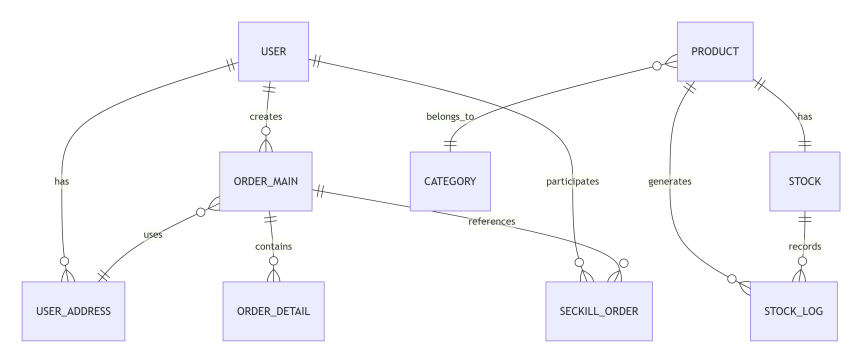 USER
PRODUCT
creates
belongs_to
has
ORDER_MAIN
CATEGORY
STOCK
has
participates
generates
uses
contains
references
records
USER_ADDRESS
ORDER_DETAIL
SECKILL_ORDER
STOCK_LOG